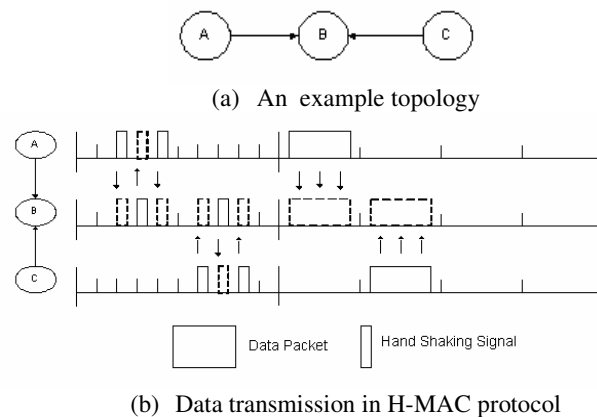 A B C
(a) An example topology
A
B
C
Data Packet
Hand Shaking Signal
(b) Data transmission in H-MAC protocol